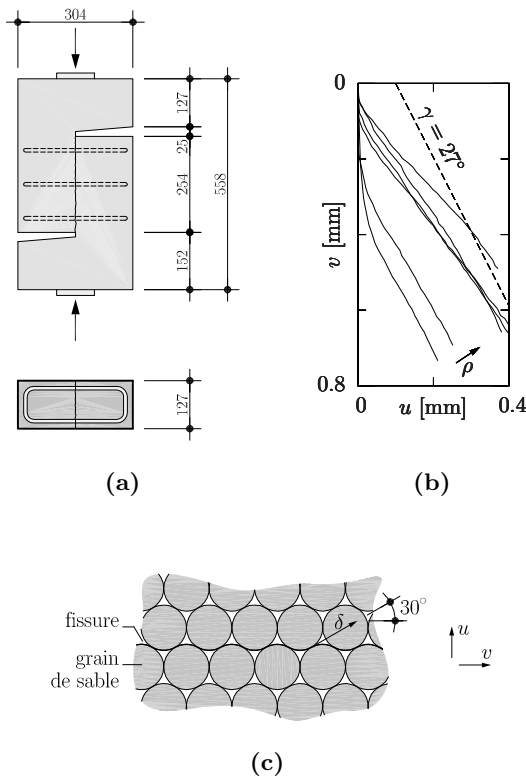 304
127
25
254
558
152
127
(a)
0
γ = 27°
v [mm]
ρ
0.8
0
u [mm]
0.4
(b)
fissure
grain
de sable
δ
30°
u
v
(c)